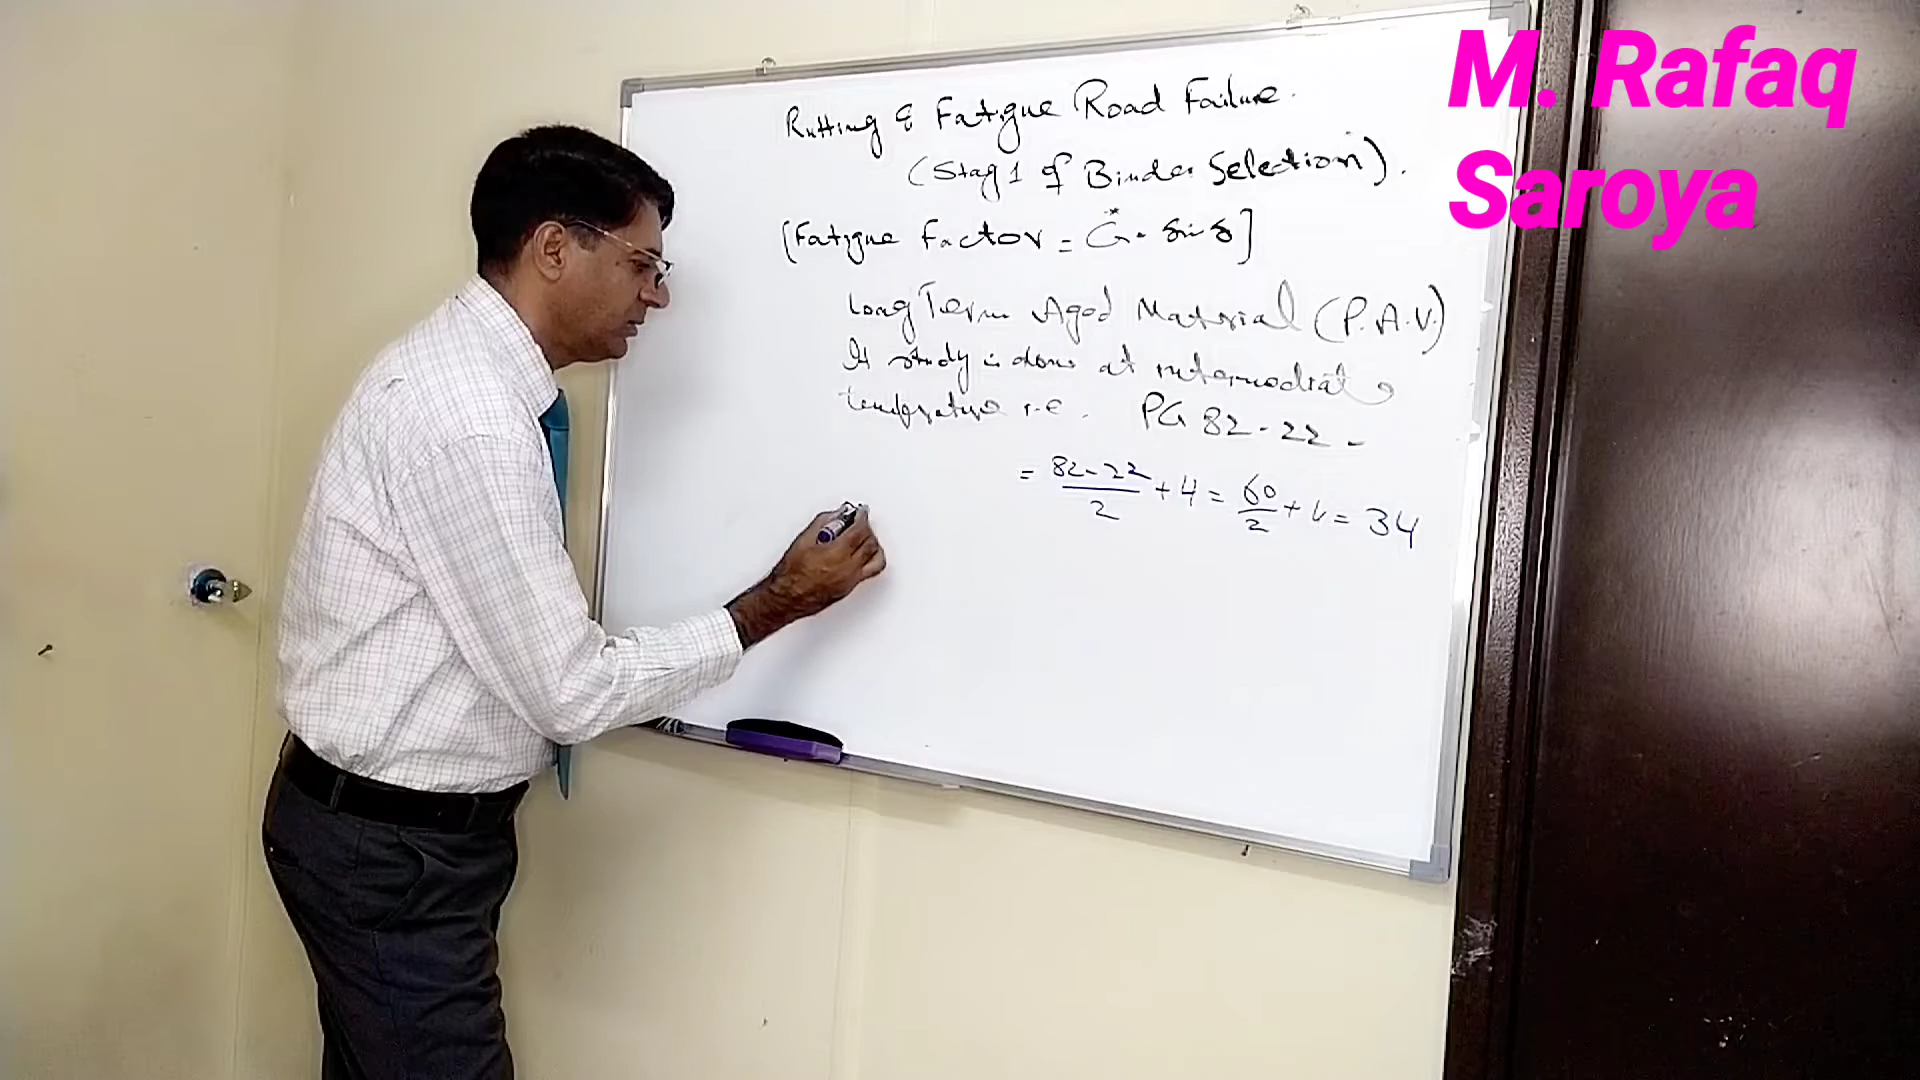 Rutting & Fatigue Road Failure.
(Stag 1 of Binder Selection).
[Fatigue Factor = G*. sin δ]
Long Term Aged Material (P.A.V.)
It study is done at intermediate
temperature i.e. PG 82-22 -
= 82-22/2 + 4 = 60/2 + 4 = 34
M. Rafaq
Saroya